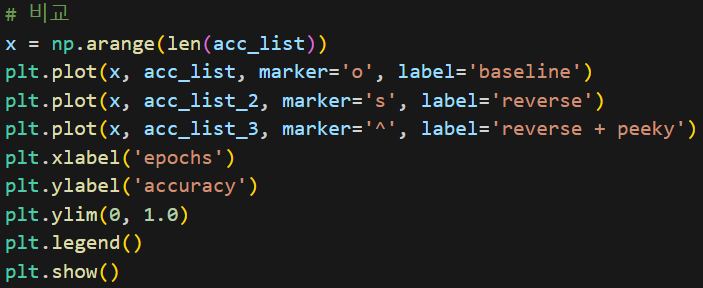 # 비교
x = np.arange(len(acc_list))
plt.plot(x, acc_list, marker='o', label='baseline')
plt.plot(x, acc_list_2, marker='s', label='reverse')
plt.plot(x, acc_list_3, marker='^', label='reverse + peeky')
plt.xlabel('epochs')
plt.ylabel('accuracy')
plt.ylim(0, 1.0)
plt.legend()
plt.show()